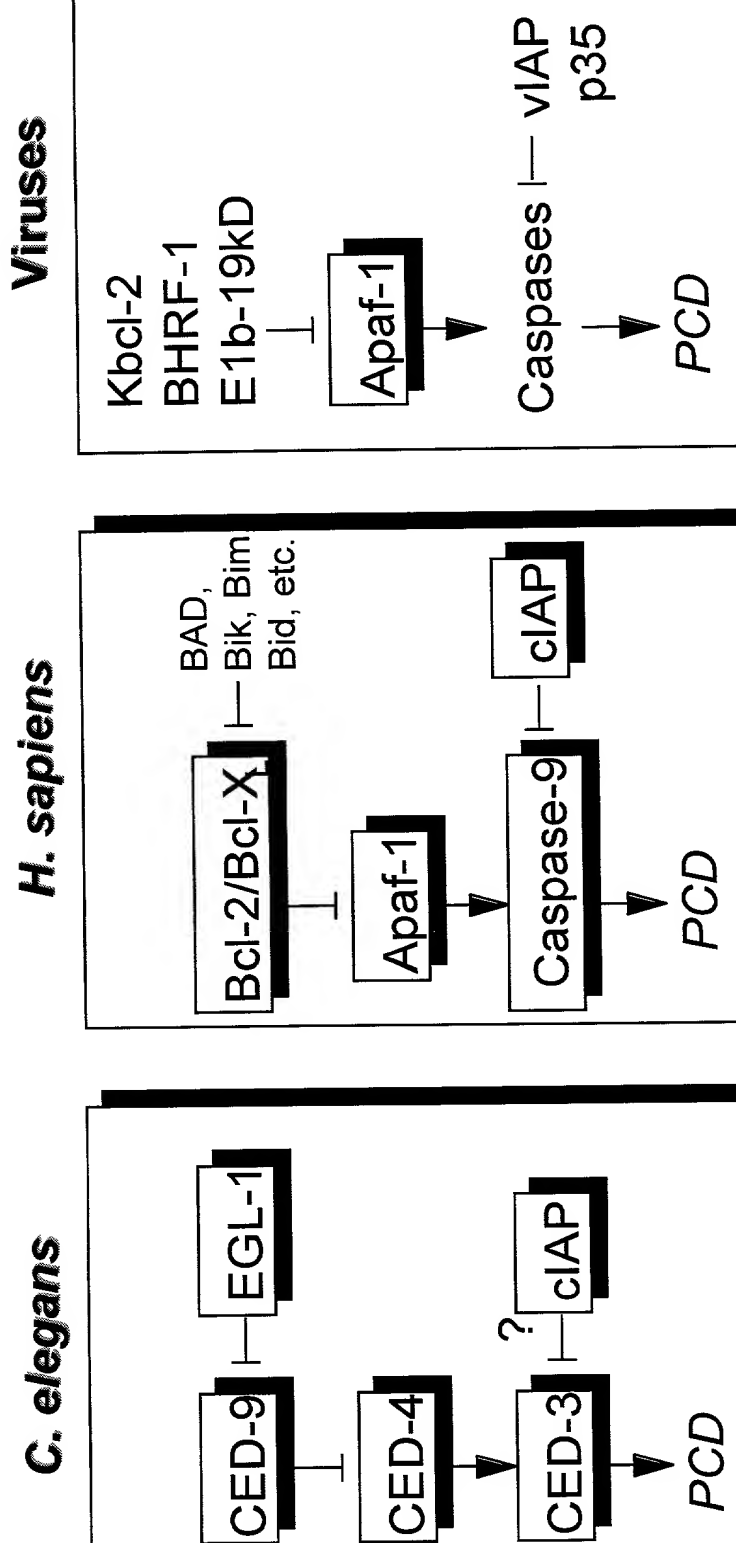 C. elegans
CED-9
EGL-1
CED-4
CED-3
?
cIAP
PCD
H. sapiens
Bcl-2/Bcl-XL
BAD,
Bik, Bim
Bid, etc.
Apaf-1
Caspase-9
cIAP
PCD
Viruses
Kbcl-2
BHRF-1
E1b-19kD
Apaf-1
Caspases
vIAP
p35
PCD